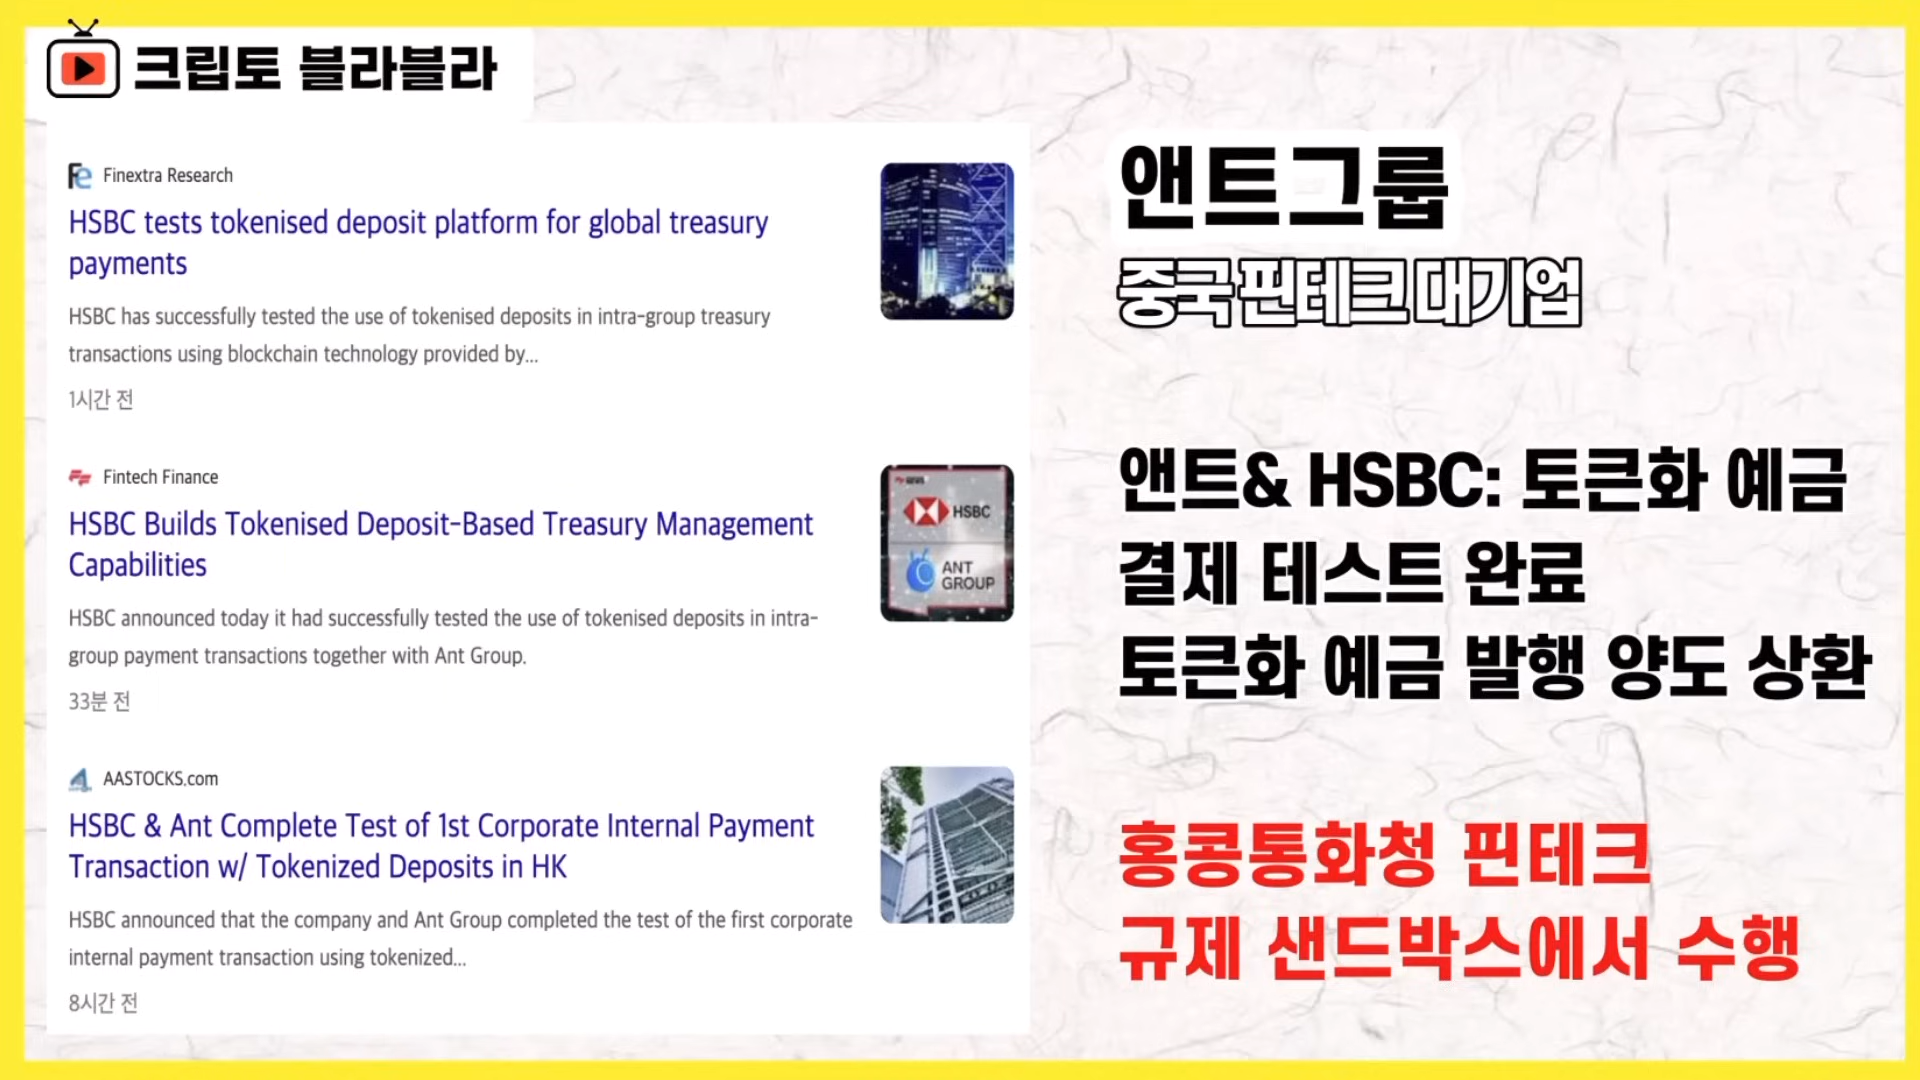 크립토 블라블라
Finextra Research
HSBC tests tokenised deposit platform for global treasury
payments
HSBC has successfully tested the use of tokenised deposits in intra-group treasury
transactions using blockchain technology provided by...
1시간 전
Fintech Finance
HSBC Builds Tokenised Deposit-Based Treasury Management
Capabilities
HSBC announced today it had successfully tested the use of tokenised deposits in intra-
group payment transactions together with Ant Group.
33분 전
HSBC
ANT
GROUP
AASTOCKS.com
HSBC & Ant Complete Test of 1st Corporate Internal Payment
Transaction w/ Tokenized Deposits in HK
HSBC announced that the company and Ant Group completed the test of the first corporate
internal payment transaction using tokenized...
8시간 전
앤트그룹
중국 핀테크 대기업
앤트& HSBC: 토큰화 예금
결제 테스트 완료
토큰화 예금 발행 양도 상환
홍콩통화청 핀테크
규제 샌드박스에서 수행